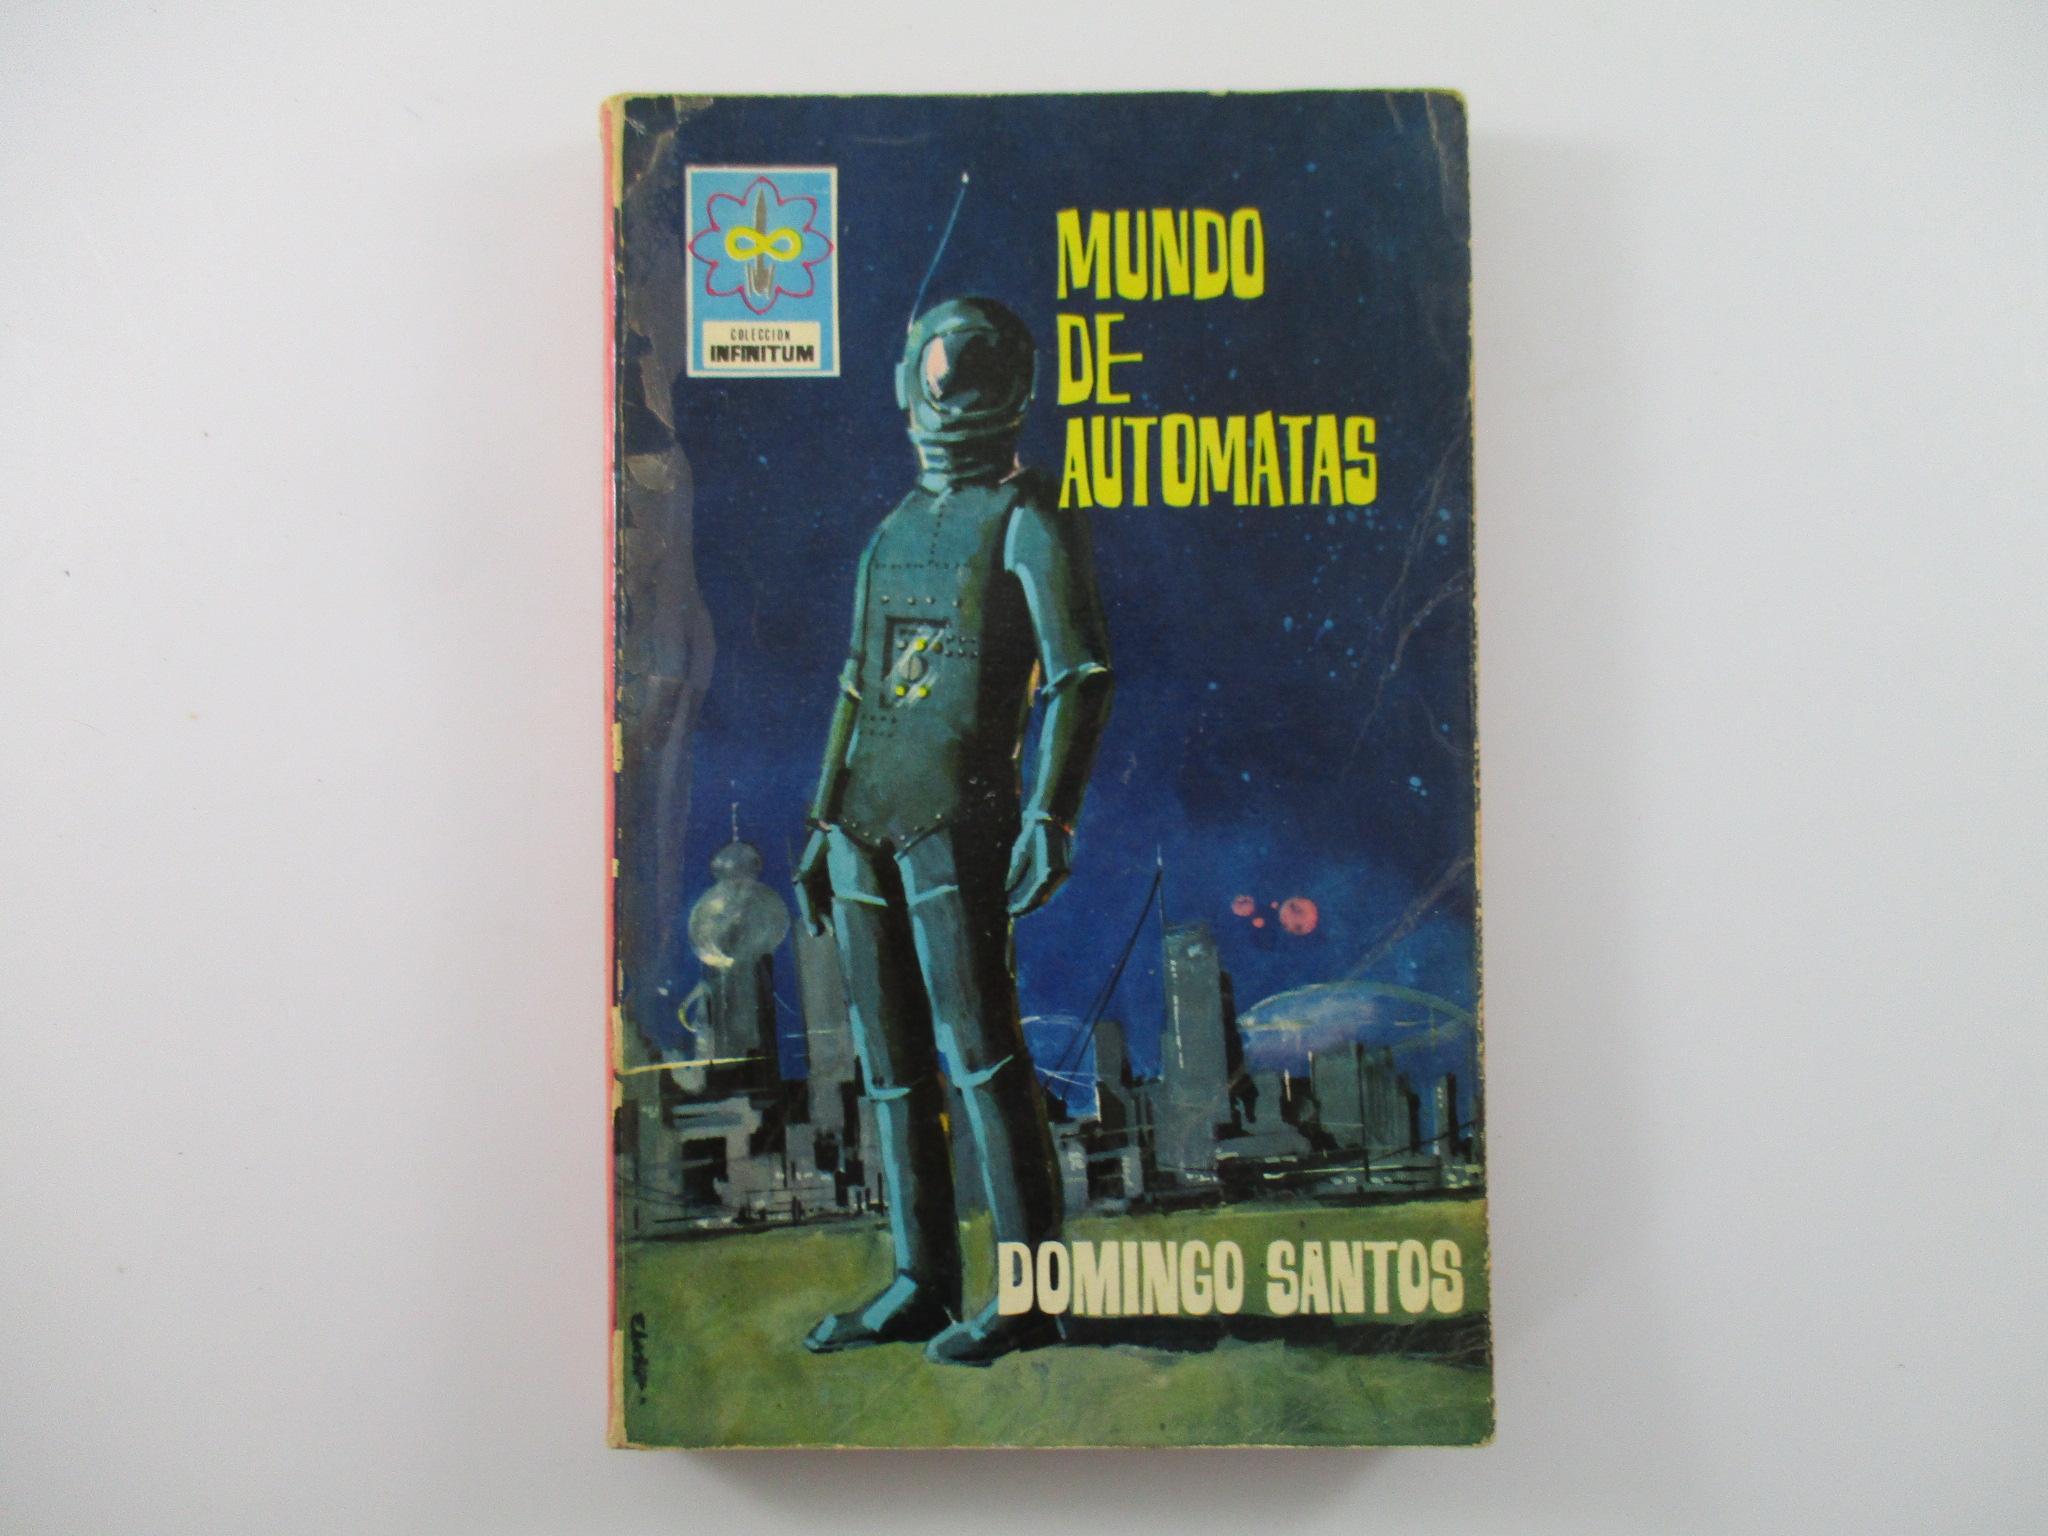 COLECCION
INFINITUM
MUNDO
DE
AUTOMATAS
DOMINGO SANTOS